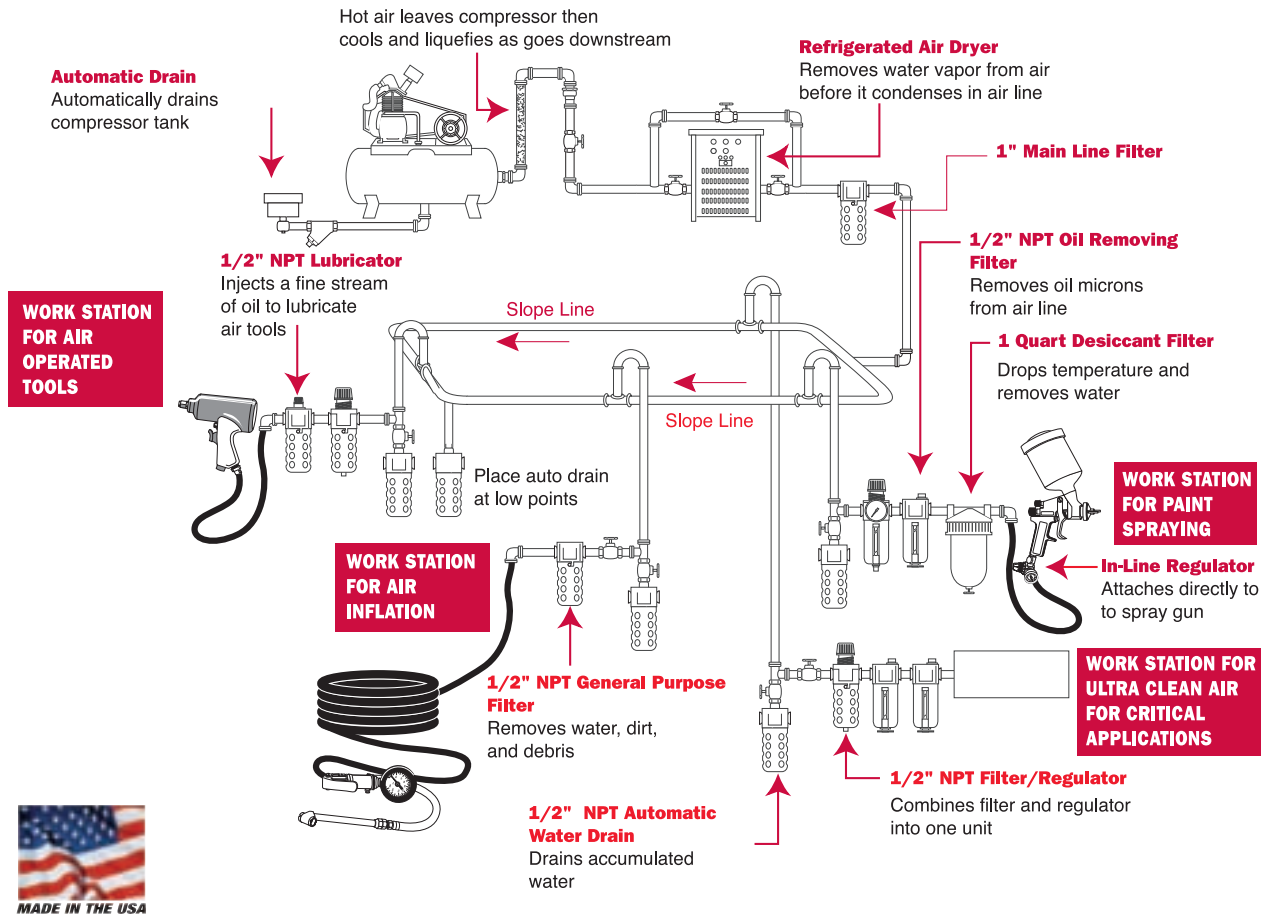 Hot air leaves compressor then
cools and liquefies as goes downstream
Automatic Drain
Automatically drains
compressor tank
Refrigerated Air Dryer
Removes water vapor from air
before it condenses in air line
1" Main Line Filter
1/2" NPT Lubricator
Injects a fine stream
of oil to lubricate
air tools
1/2" NPT Oil Removing
Filter
Removes oil microns
from air line
WORK STATION
FOR AIR
OPERATED
TOOLS
Slope Line
1 Quart Desiccant Filter
Drops temperature and
removes water
Slope Line
Place auto drain
at low points
WORK STATION
FOR PAINT
SPRAYING
WORK STATION
FOR AIR
INFLATION
In-Line Regulator
Attaches directly to
to spray gun
1/2" NPT General Purpose
Filter
Removes water, dirt,
and debris
WORK STATION FOR
ULTRA CLEAN AIR
FOR CRITICAL
APPLICATIONS
1/2" NPT Filter/Regulator
Combines filter and regulator
into one unit
1/2" NPT Automatic
Water Drain
Drains accumulated
water
MADE IN THE USA